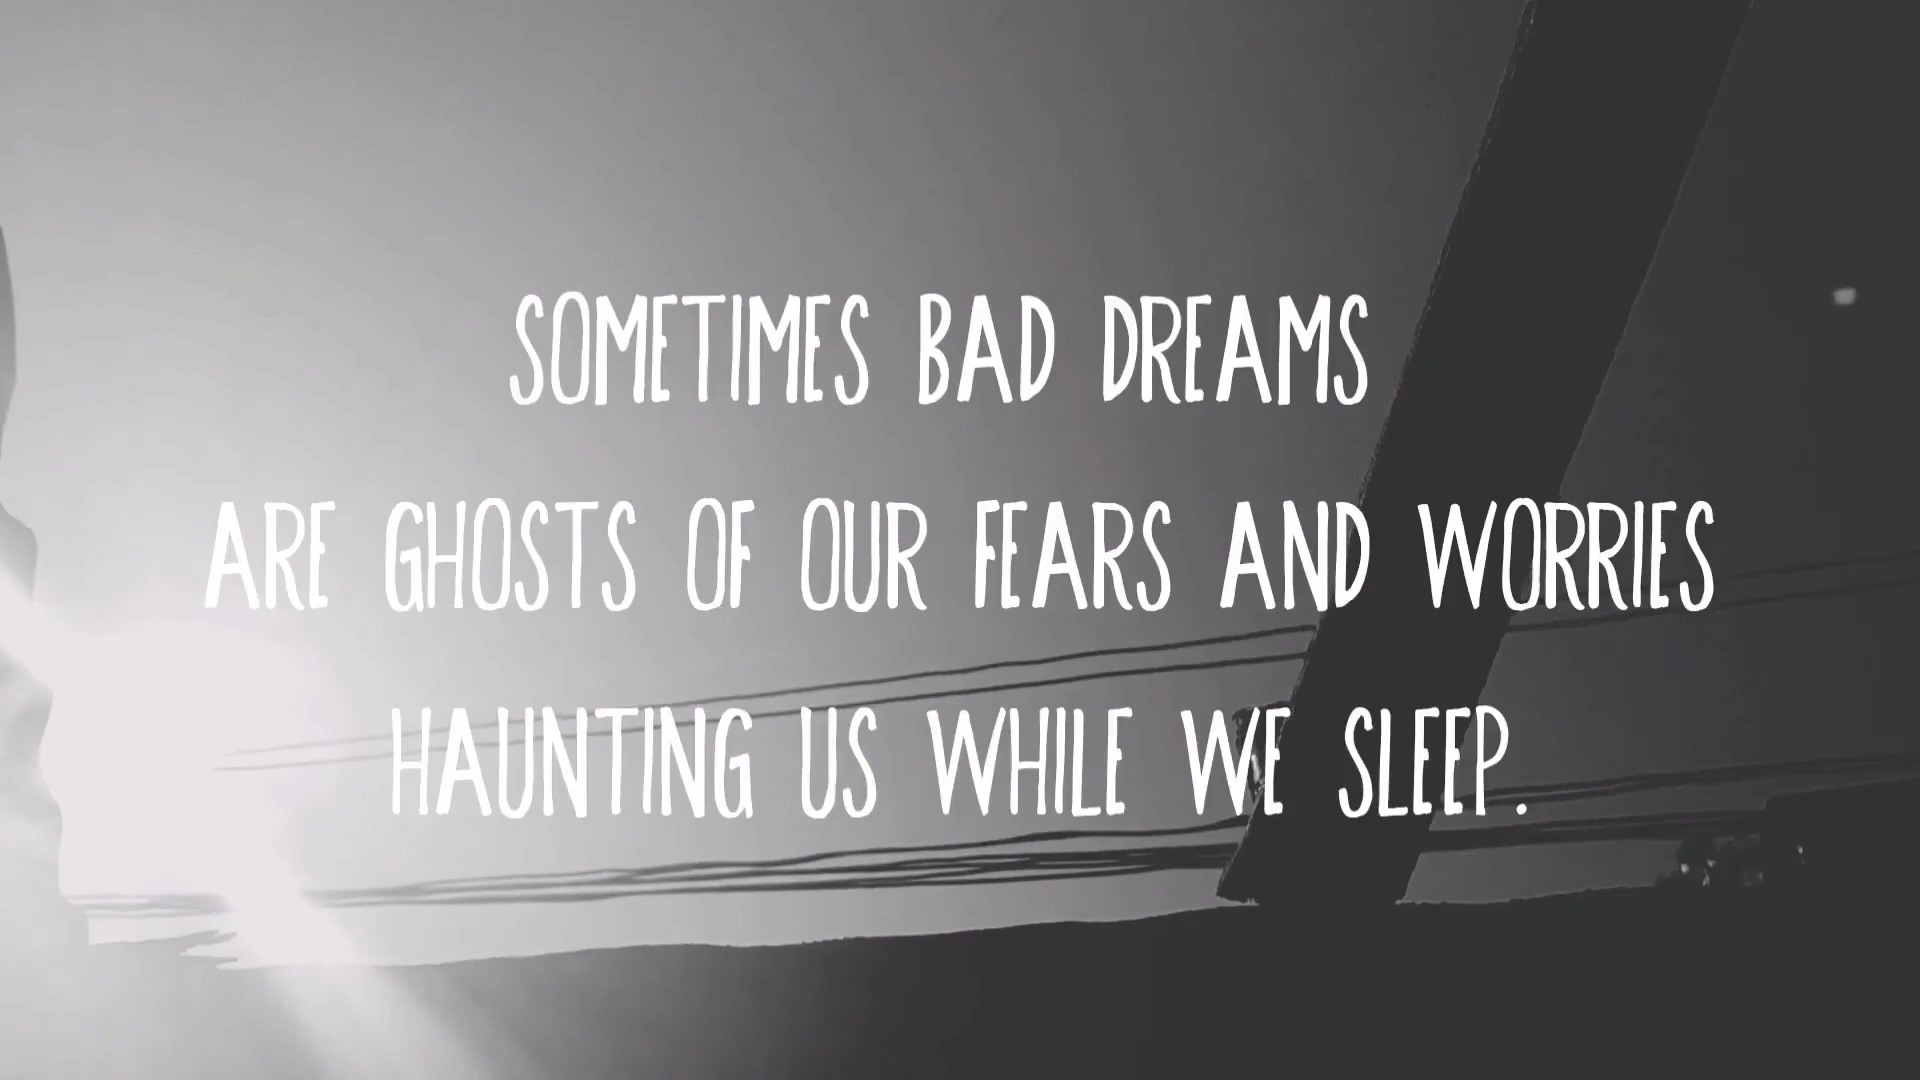 SOMETIMES BAD DREAMS
ARE GHOSTS OF OUR FEARS AND WORRIES
HAUNTING US WHILE WE SLEEP.